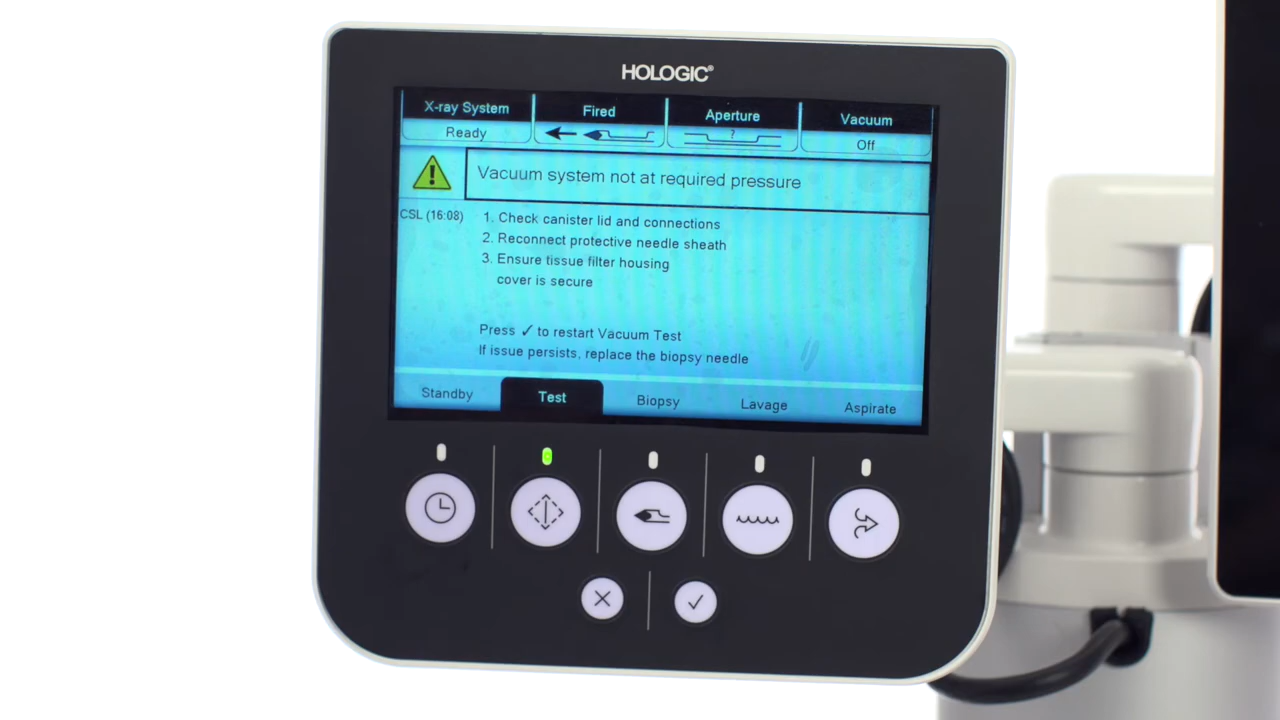 HOLOGIC®
X-ray System
Fired
Aperture
Vacuum
Ready
?
Off
Vacuum system not at required pressure
CSL (16:08)
1. Check canister lid and connections
2. Reconnect protective needle sheath
3. Ensure tissue filter housing
cover is secure
Press ✓ to restart Vacuum Test
If issue persists, replace the biopsy needle
Standby
Test
Biopsy
Lavage
Aspirate